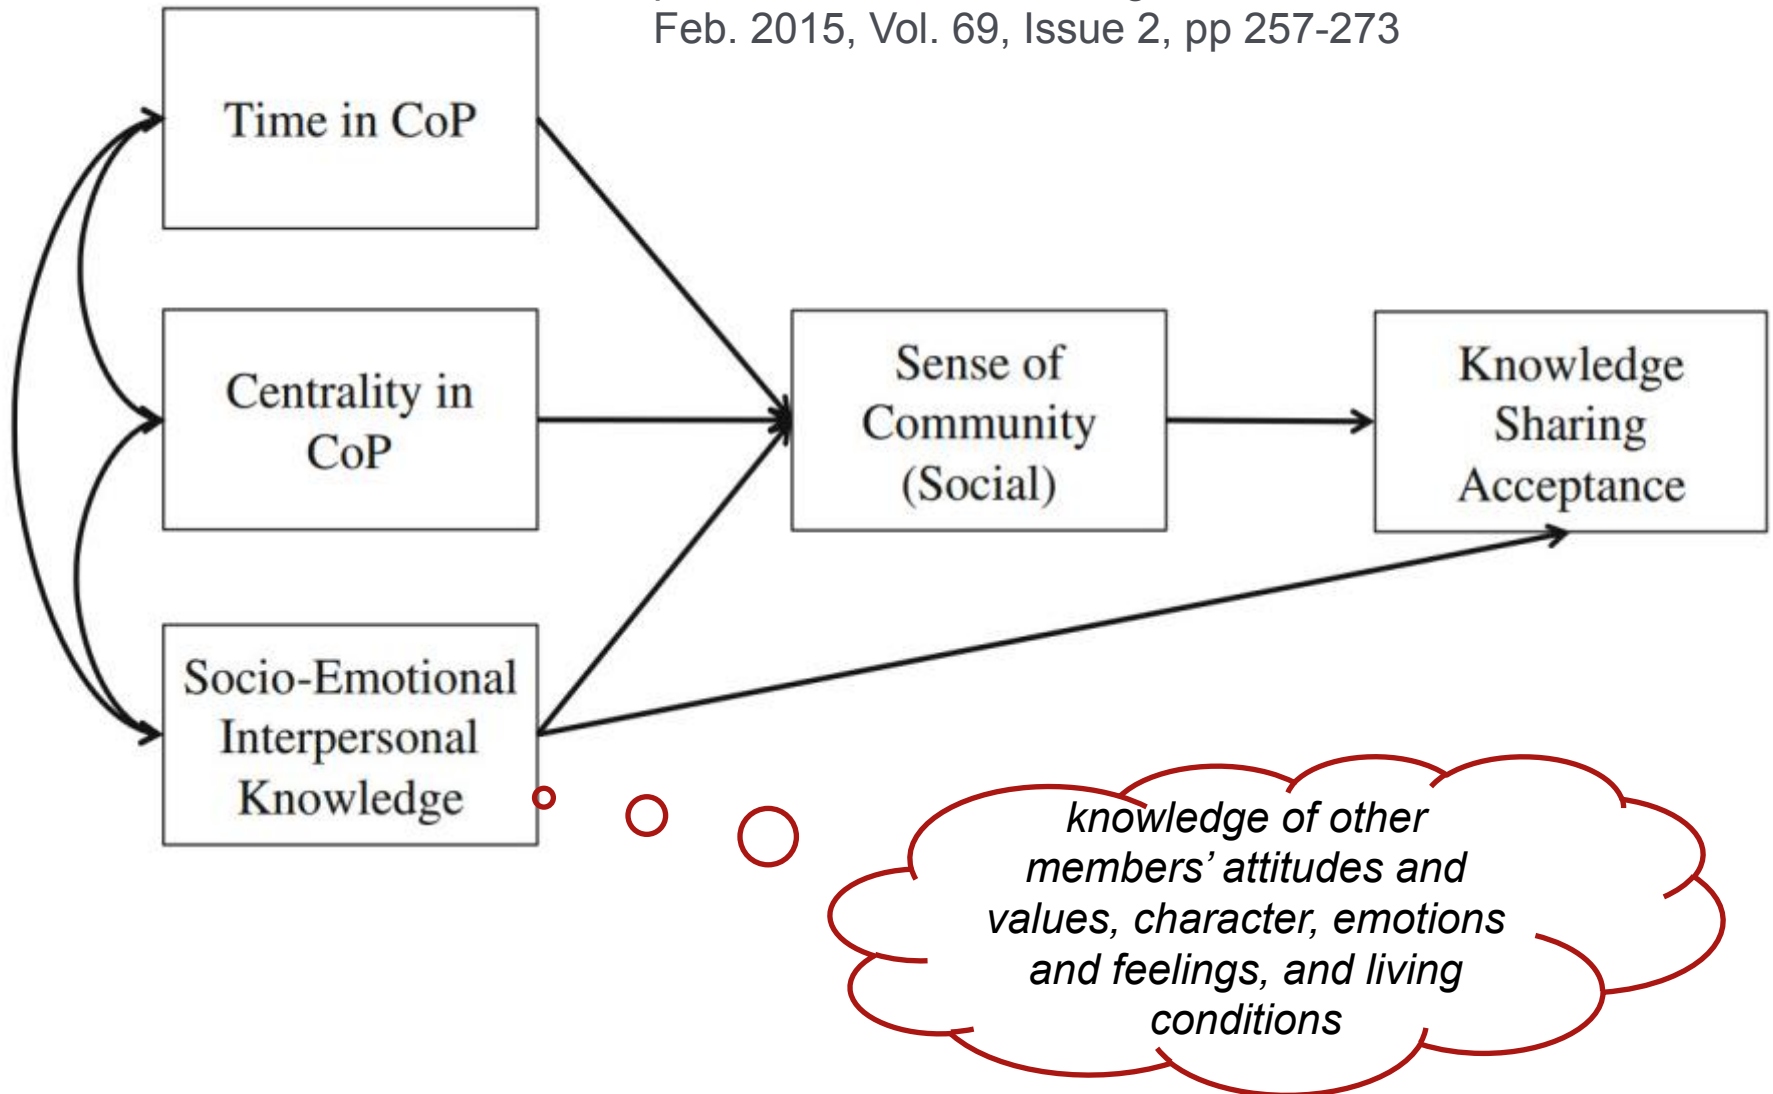 Feb. 2015, Vol. 69, Issue 2, pp 257-273
Time in CoP
Centrality in
CoP
Socio-Emotional
Interpersonal
Knowledge
Sense of
Community
(Social)
Knowledge
Sharing
Acceptance
knowledge of other
members’ attitudes and
values, character, emotions
and feelings, and living
conditions